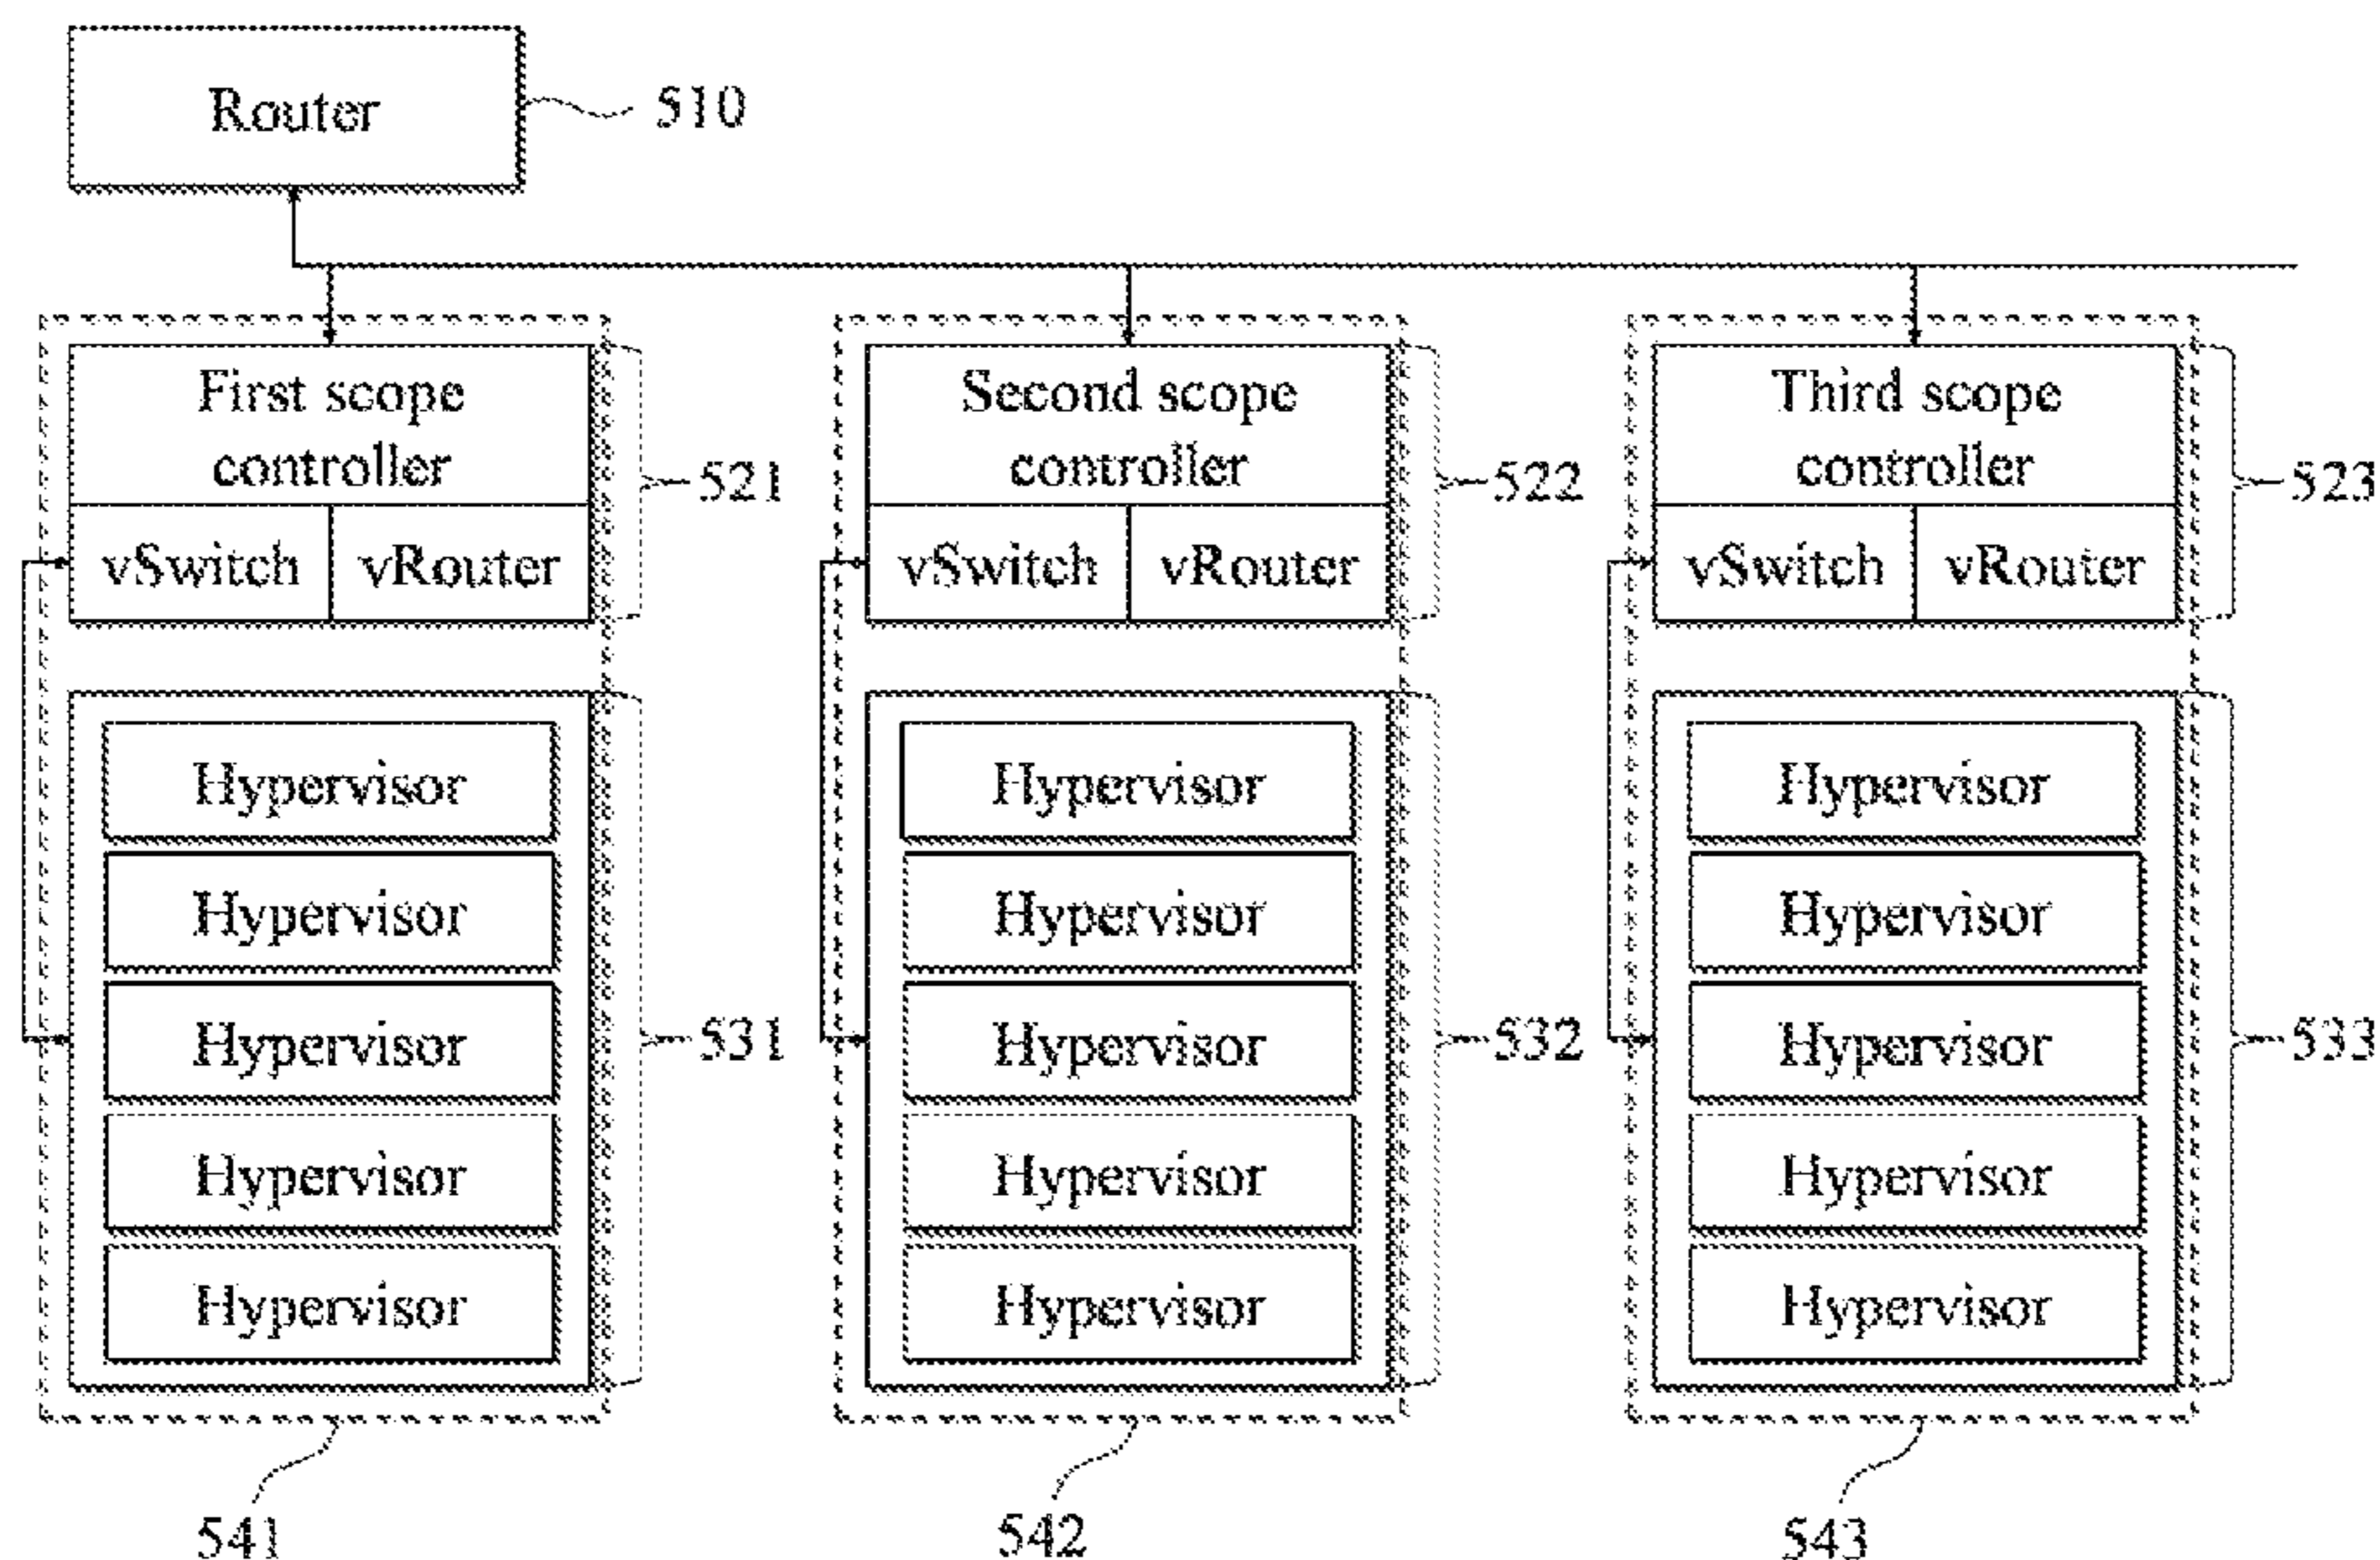 Router
510
First scope
controller
vSwitch vRouter
521
Second scope
controller
vSwitch vRouter
522
Third scope
controller
vSwitch vRouter
523
Hypervisor
Hypervisor
Hypervisor
Hypervisor
Hypervisor
531
Hypervisor
Hypervisor
Hypervisor
Hypervisor
Hypervisor
532
Hypervisor
Hypervisor
Hypervisor
Hypervisor
Hypervisor
533
541
542
543